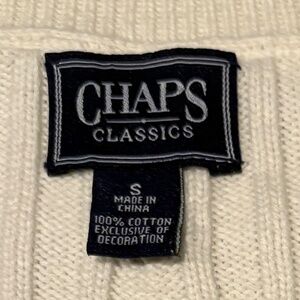 CHAPS
CLASSICS
S
MADE IN
CHINA
100% COTTON
EXCLUSIVE OF
DECORATION